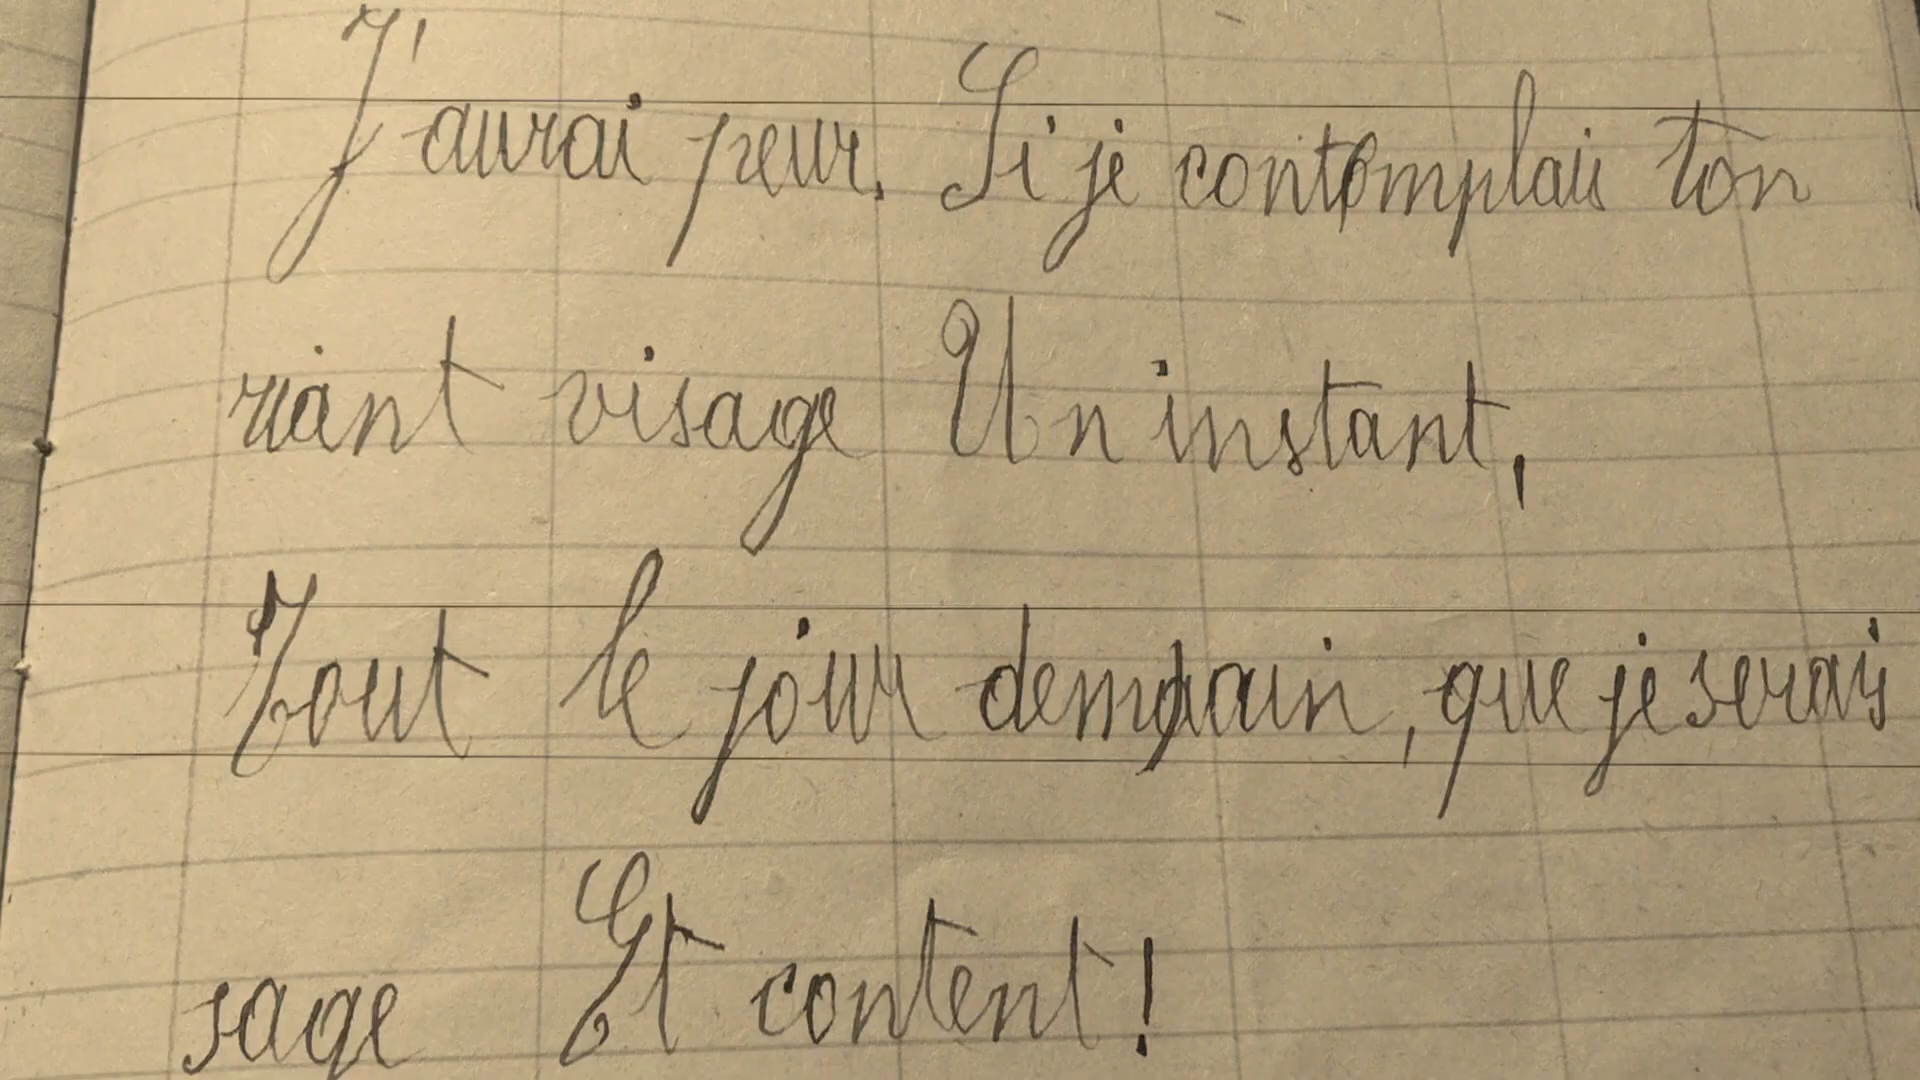 J'aurai peur. Si je contemplais ton
riant visage Un instant,
Tout le jour demain, que je serais
sage Et content!